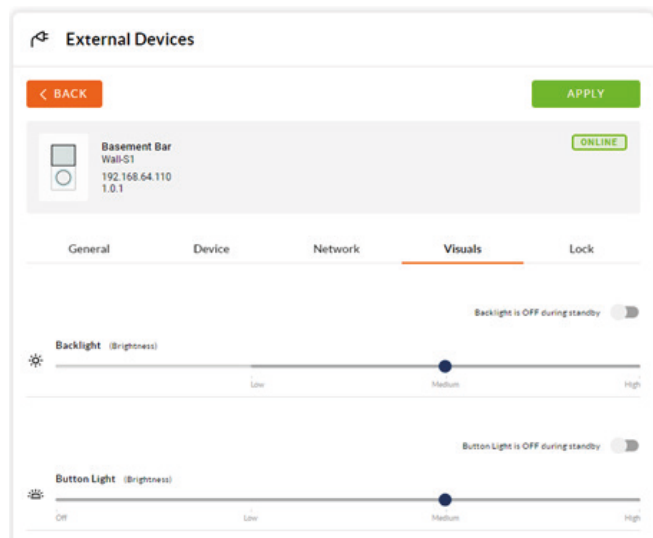 External Devices
BACK
APPLY
Basement Bar
ONLINE
Wall-S1
192.168.64.110
1.0.1
General Device Network Visuals Lock
Backlight is OFF during standby
Backlight (Brightness)
Low Medium High
Button Light is OFF during standby
Button Light (Brightness)
Off Low Medium High